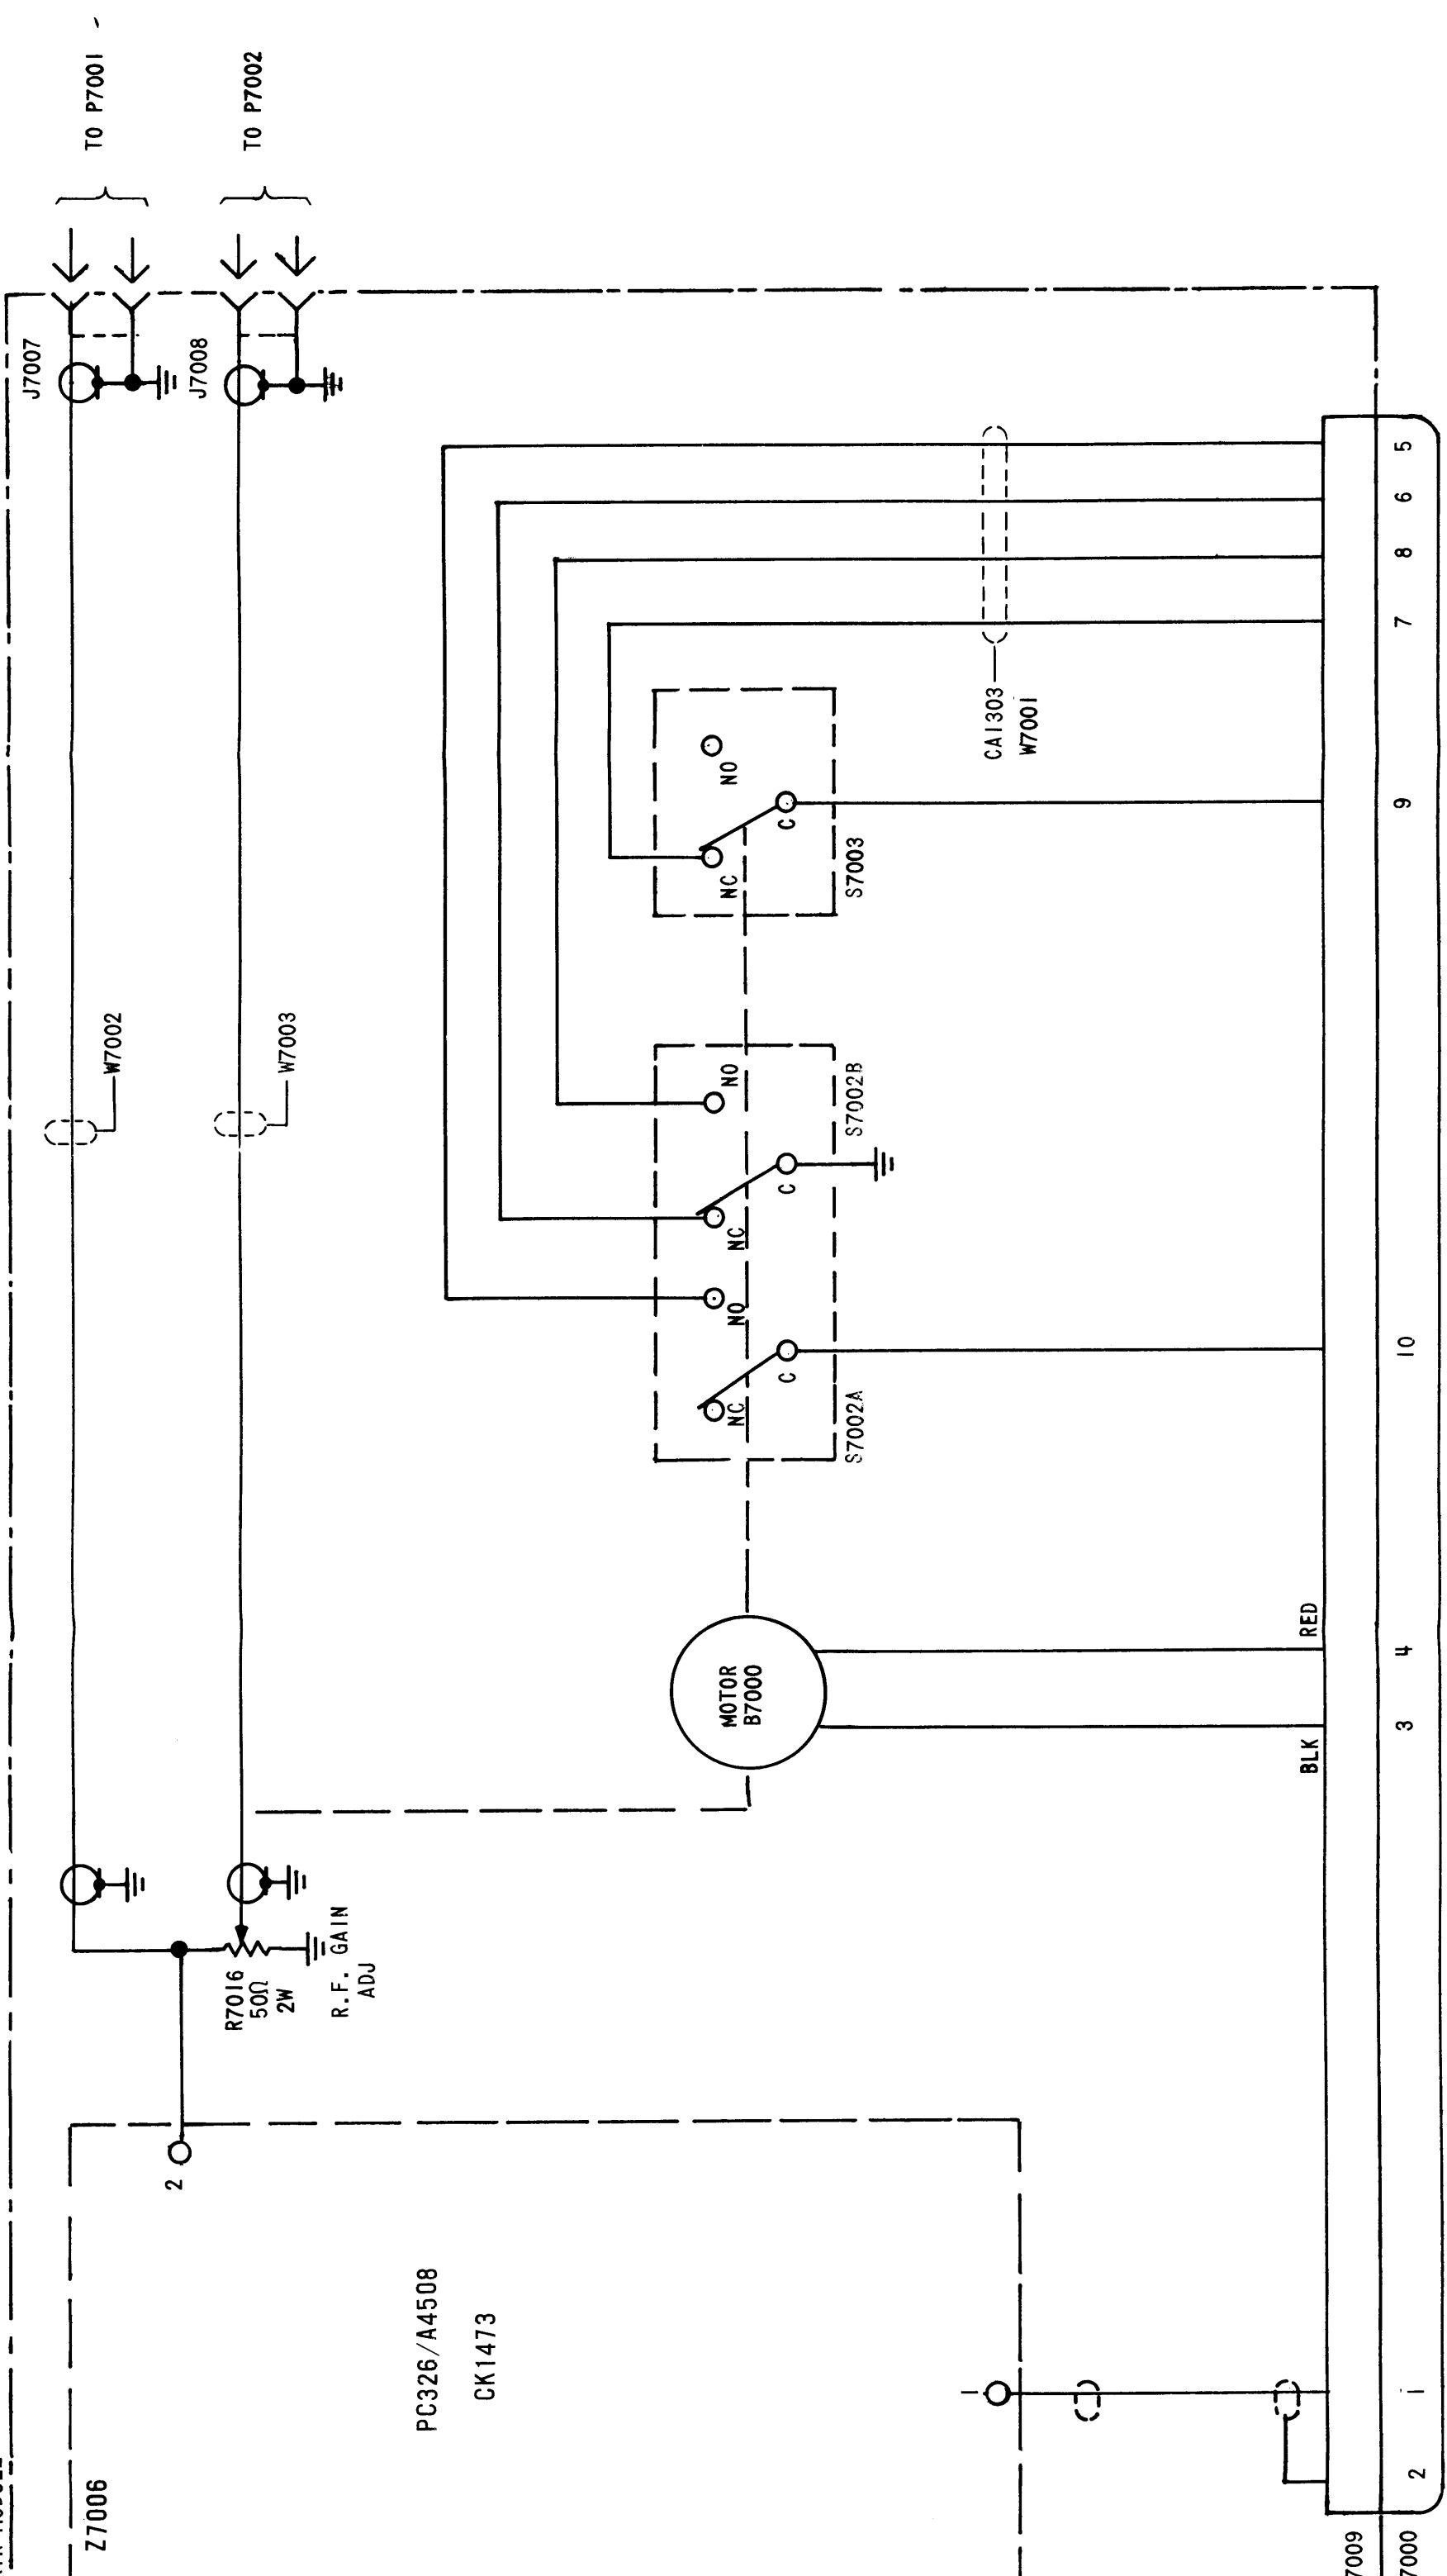 TO P7001
TO P7002
J7007
J7008
W7002
W7003
5
6
8
7
9
10
4
3
1
2
CA1303
W7001
NO
C
NC
S7003
NO
C
NC
S7002B
NO
C
NC
S7002A
MOTOR
B7000
RED
BLK
R7016
50Ω
2W
R.F. GAIN
ADJ
2
PC326/A4508
CK1473
1
Z7006
7009
7000